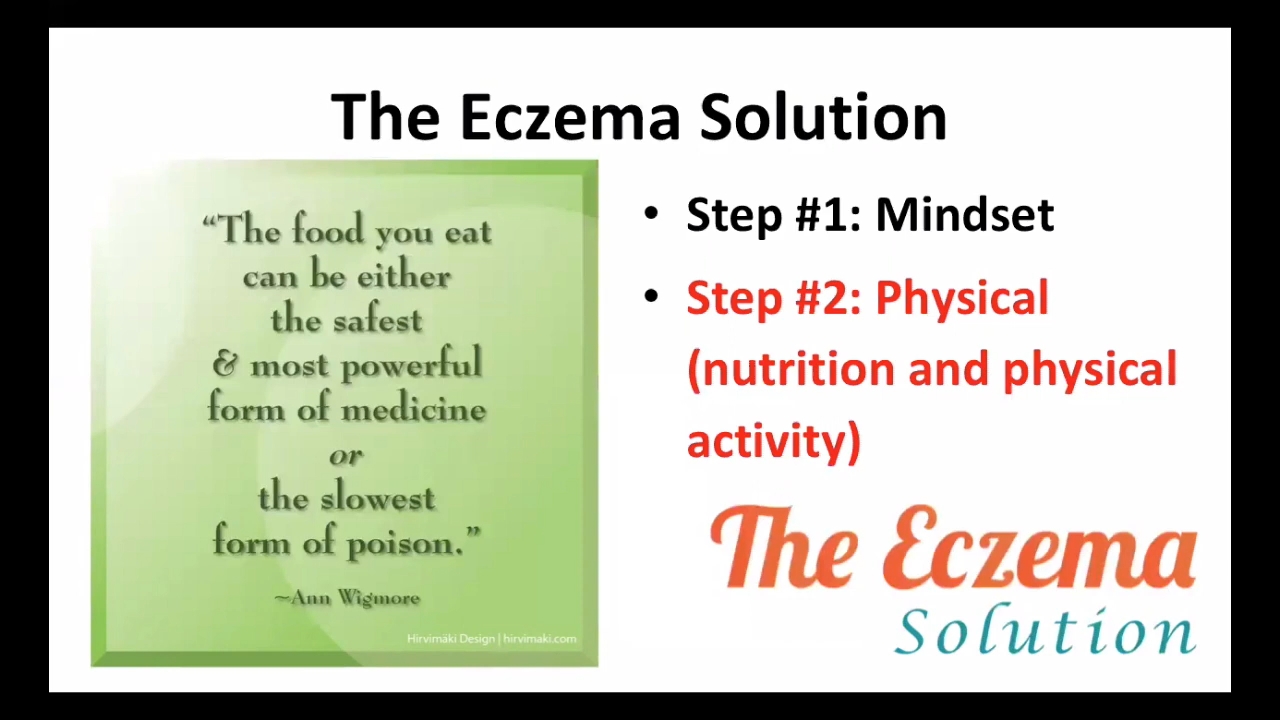 The Eczema Solution
“The food you eat
can be either
the safest
& most powerful
form of medicine
or
the slowest
form of poison.”
~Ann Wigmore
Hirvimäki Design | hirvimaki.com
• Step #1: Mindset
• Step #2: Physical
(nutrition and physical
activity)
The Eczema
Solution